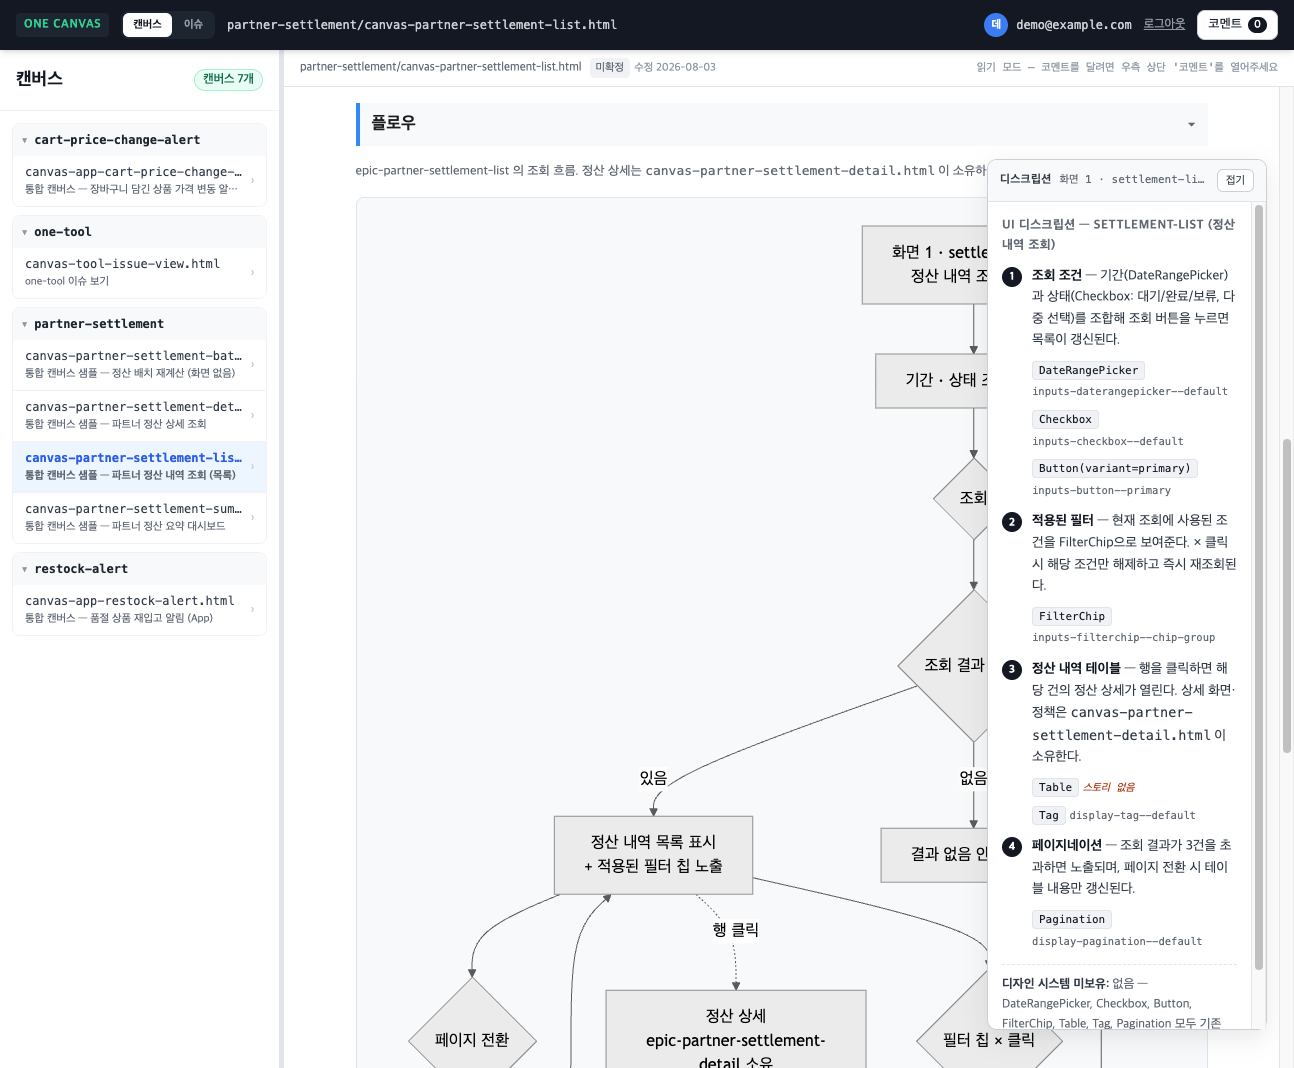 ONE CANVAS 캔버스 이슈 partner-settlement/canvas-partner-settlement-list.html 데 demo@example.com 로그아웃 코멘트 0
캔버스 캔버스 7개
▾ cart-price-change-alert
canvas-app-cart-price-change-…
통합 캔버스 — 장바구니 담긴 상품 가격 변동 알…
▾ one-tool
canvas-tool-issue-view.html
one-tool 이슈 보기
▾ partner-settlement
canvas-partner-settlement-bat…
통합 캔버스 샘플 — 정산 배치 재계산 (화면 없음)
canvas-partner-settlement-det…
통합 캔버스 샘플 — 파트너 정산 상세 조회
canvas-partner-settlement-lis…
통합 캔버스 샘플 — 파트너 정산 내역 조회 (목록)
canvas-partner-settlement-sum…
통합 캔버스 샘플 — 파트너 정산 요약 대시보드
▾ restock-alert
canvas-app-restock-alert.html
통합 캔버스 — 품절 상품 재입고 알림 (App)
partner-settlement/canvas-partner-settlement-list.html 미확정 수정 2026-08-03 읽기 모드 — 코멘트를 달려면 우측 상단 '코멘트'를 열어주세요
플로우
epic-partner-settlement-list 의 조회 흐름. 정산 상세는 canvas-partner-settlement-detail.html 이 소유하
화면 1 · settle
정산 내역 조
기간 · 상태 조
조회
조회 결과
있음
없음
정산 내역 목록 표시
+ 적용된 필터 칩 노출
결과 없음 안
행 클릭
페이지 전환
정산 상세
epic-partner-settlement-
detail 소유
필터 칩 × 클릭
디스크립션 화면 1 · settlement-li… 접기
UI 디스크립션 — SETTLEMENT-LIST (정산
내역 조회)
1 조회 조건 — 기간(DateRangePicker)
과 상태(Checkbox: 대기/완료/보류, 다
중 선택)를 조합해 조회 버튼을 누르면
목록이 갱신된다.
DateRangePicker
inputs-daterangepicker--default
Checkbox
inputs-checkbox--default
Button(variant=primary)
inputs-button--primary
2 적용된 필터 — 현재 조회에 사용된 조
건을 FilterChip으로 보여준다. × 클릭
시 해당 조건만 해제하고 즉시 재조회된
다.
FilterChip
inputs-filterchip--chip-group
3 정산 내역 테이블 — 행을 클릭하면 해
당 건의 정산 상세가 열린다. 상세 화면·
정책은 canvas-partner-
settlement-detail.html 이
소유한다.
Table 스토리 없음
Tag display-tag--default
4 페이지네이션 — 조회 결과가 3건을 초
과하면 노출되며, 페이지 전환 시 테이
블 내용만 갱신된다.
Pagination
display-pagination--default
디자인 시스템 미보유: 없음 —
DateRangePicker, Checkbox, Button,
FilterChip, Table, Tag, Pagination 모두 기존